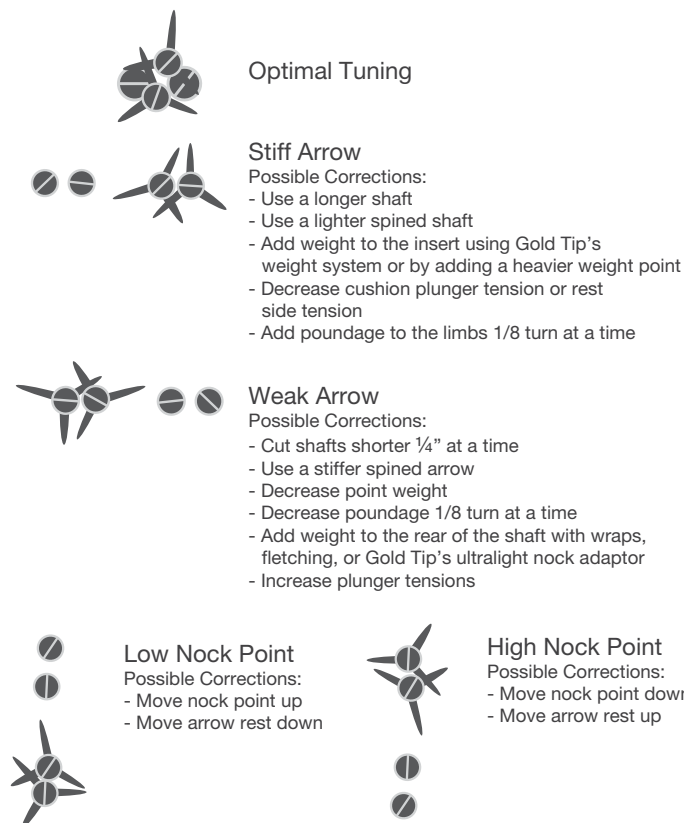 Optimal Tuning
Stiff Arrow
Possible Corrections:
- Use a longer shaft
- Use a lighter spined shaft
- Add weight to the insert using Gold Tip’s
weight system or by adding a heavier weight point
- Decrease cushion plunger tension or rest
side tension
- Add poundage to the limbs 1/8 turn at a time
Weak Arrow
Possible Corrections:
- Cut shafts shorter ¼” at a time
- Use a stiffer spined arrow
- Decrease point weight
- Decrease poundage 1/8 turn at a time
- Add weight to the rear of the shaft with wraps,
fletching, or Gold Tip’s ultralight nock adaptor
- Increase plunger tensions
Low Nock Point
Possible Corrections:
- Move nock point up
- Move arrow rest down
High Nock Point
Possible Corrections:
- Move nock point down
- Move arrow rest up